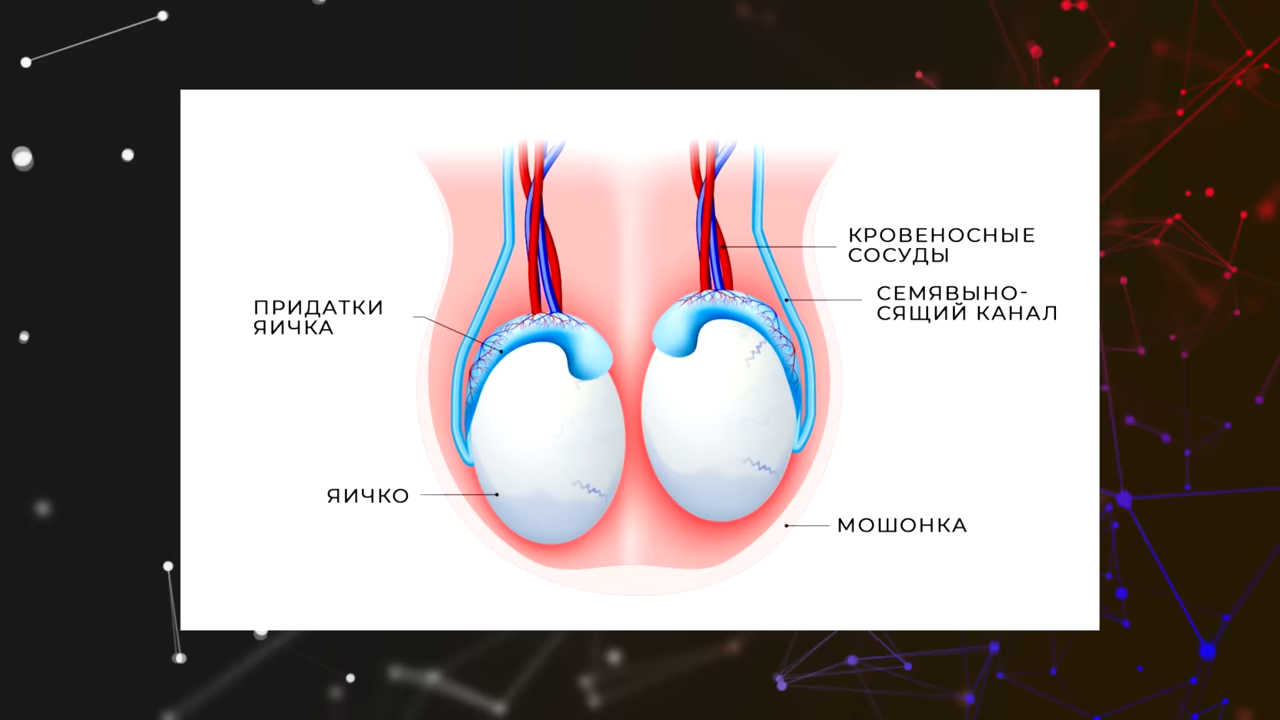 КРОВЕНОСНЫЕ
СОСУДЫ
СЕМЯВЫНО-
СЯЩИЙ КАНАЛ
ПРИДАТКИ
ЯИЧКА
ЯИЧКО
МОШОНКА